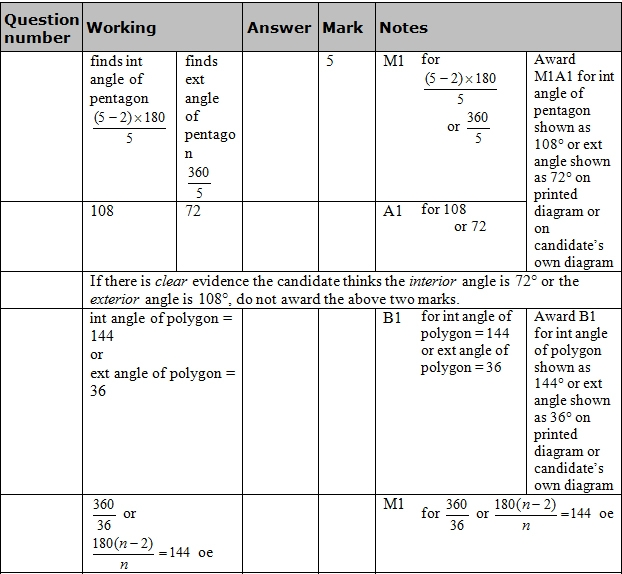 Question number Working Answer Mark Notes
finds int
angle of
pentagon
(5 − 2) × 180
5
finds
ext
angle
of
pentago
n
360
5
5
M1 for
(5 − 2) × 180
5
or 360
5
Award
M1A1 for int
angle of
pentagon
shown as
108° or ext
angle shown
as 72° on
printed
diagram or
on
candidate’s
own diagram
108 72 A1 for 108
or 72
If there is clear evidence the candidate thinks the interior angle is 72° or the
exterior angle is 108°, do not award the above two marks.
int angle of polygon =
144
or
ext angle of polygon =
36
B1 for int angle of
polygon = 144
or ext angle of
polygon = 36
Award B1
for int angle
of polygon
shown as
144° or ext
angle shown
as 36° on
printed
diagram or
candidate’s
own diagram
360
36
or
180(n − 2)
n
= 144 oe
M1 for 360
36
or 180(n − 2)
n
=144 oe